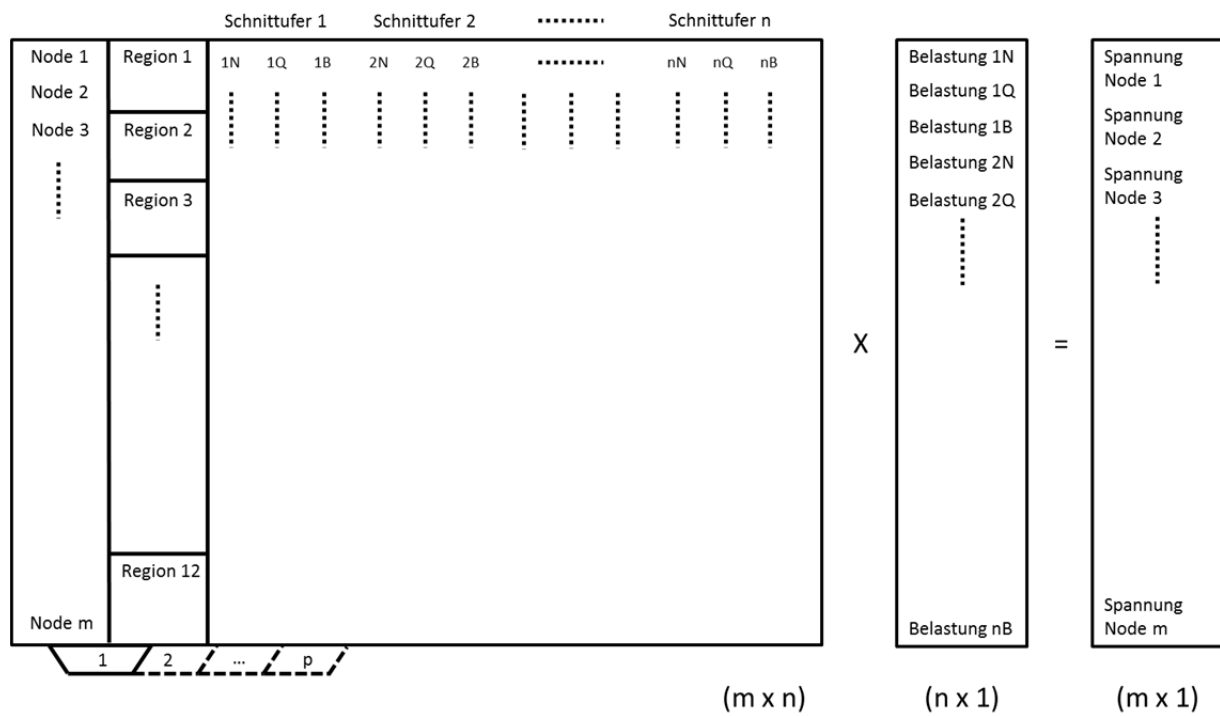 Schnittufer 1 Schnittufer 2 Schnittufer n
Node 1 Region 1 1N 1Q 1B 2N 2Q 2B nN nQ nB
Node 2
Node 3 Region 2
Region 3
Region 12
Node m
1 2 ... p
(m x n)
X
Belastung 1N
Belastung 1Q
Belastung 1B
Belastung 2N
Belastung 2Q
Belastung nB
(n x 1)
=
Spannung
Node 1
Spannung
Node 2
Spannung
Node 3
Spannung
Node m
(m x 1)